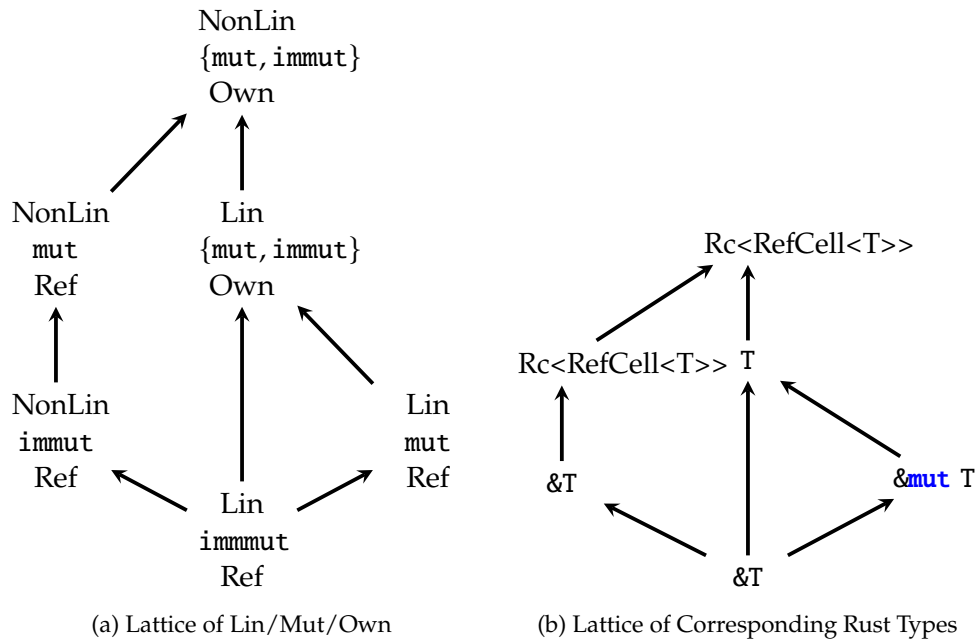 NonLin
{mut, immut}
Own
NonLin
mut
Ref
Lin
{mut, immut}
Own
NonLin
immut
Ref
Lin
mut
Ref
Lin
immmut
Ref
(a) Lattice of Lin/Mut/Own
Rc<RefCell<T>>
Rc<RefCell<T>>
T
&T
&mut T
&T
(b) Lattice of Corresponding Rust Types